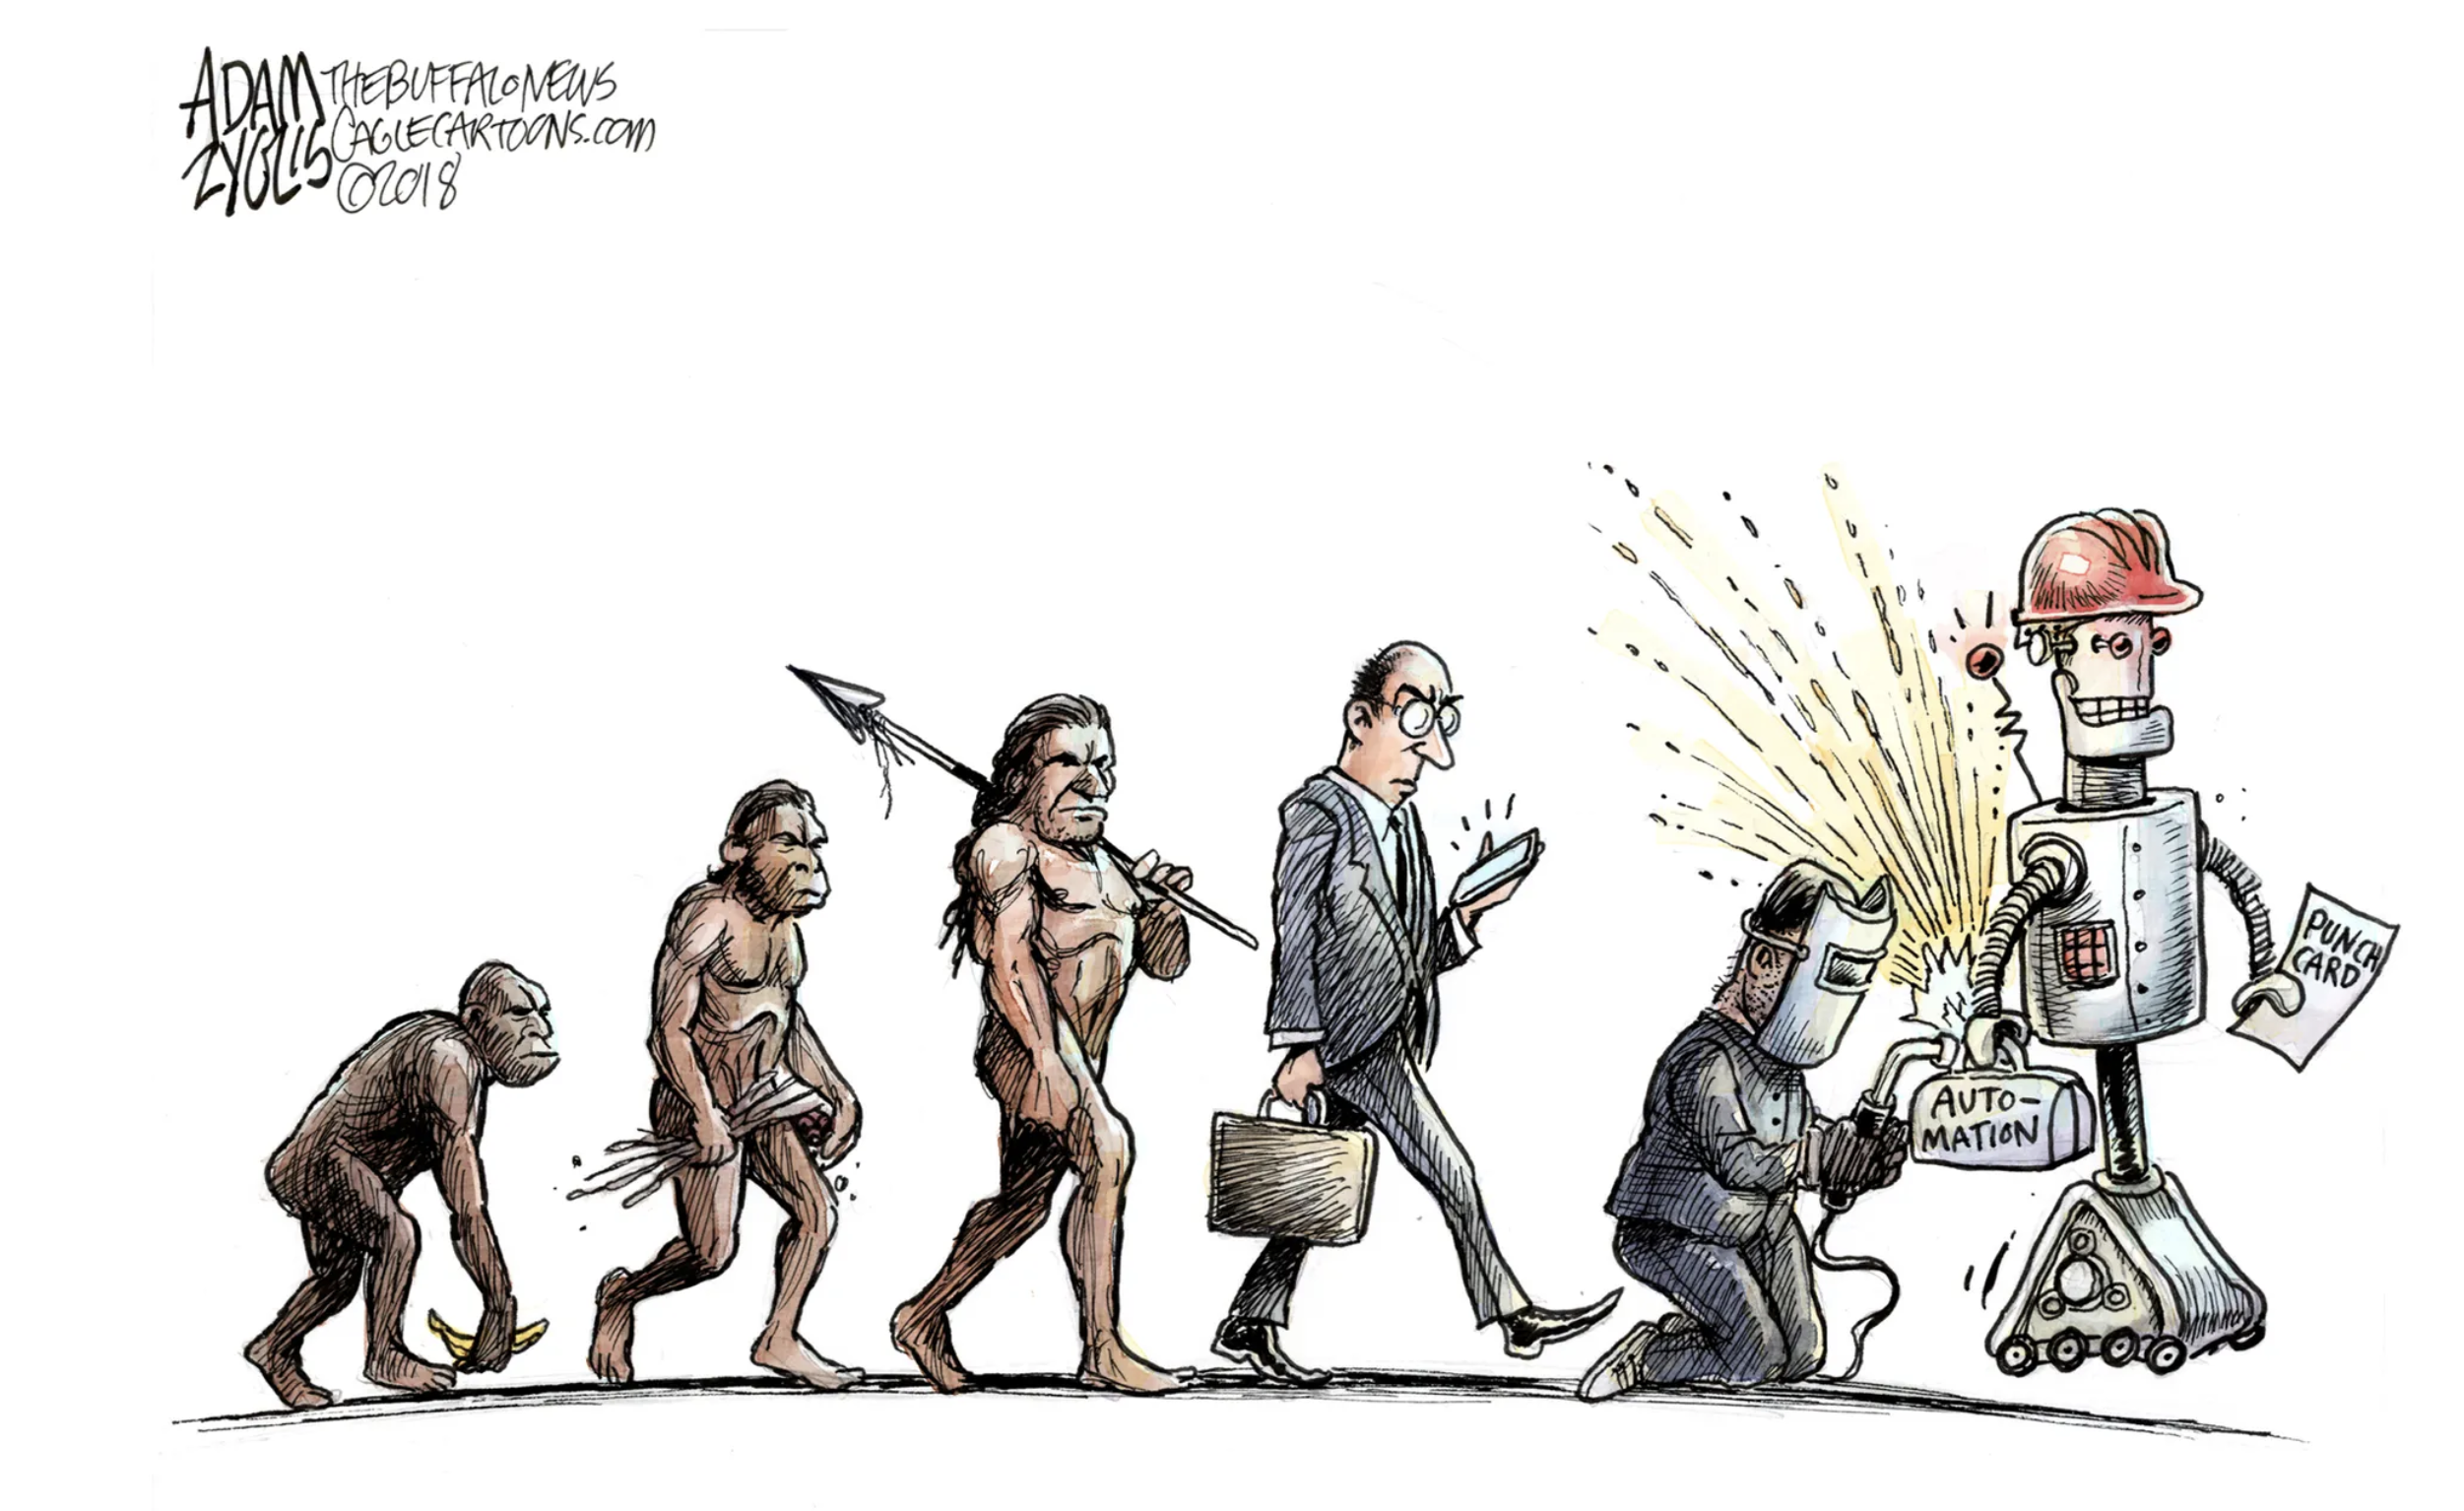 ADAM
ZYGLIS
THEBUFFALONEWS
CAGLECARTOONS.COM
©2018
AUTO-
MATION
PUNCH
CARD